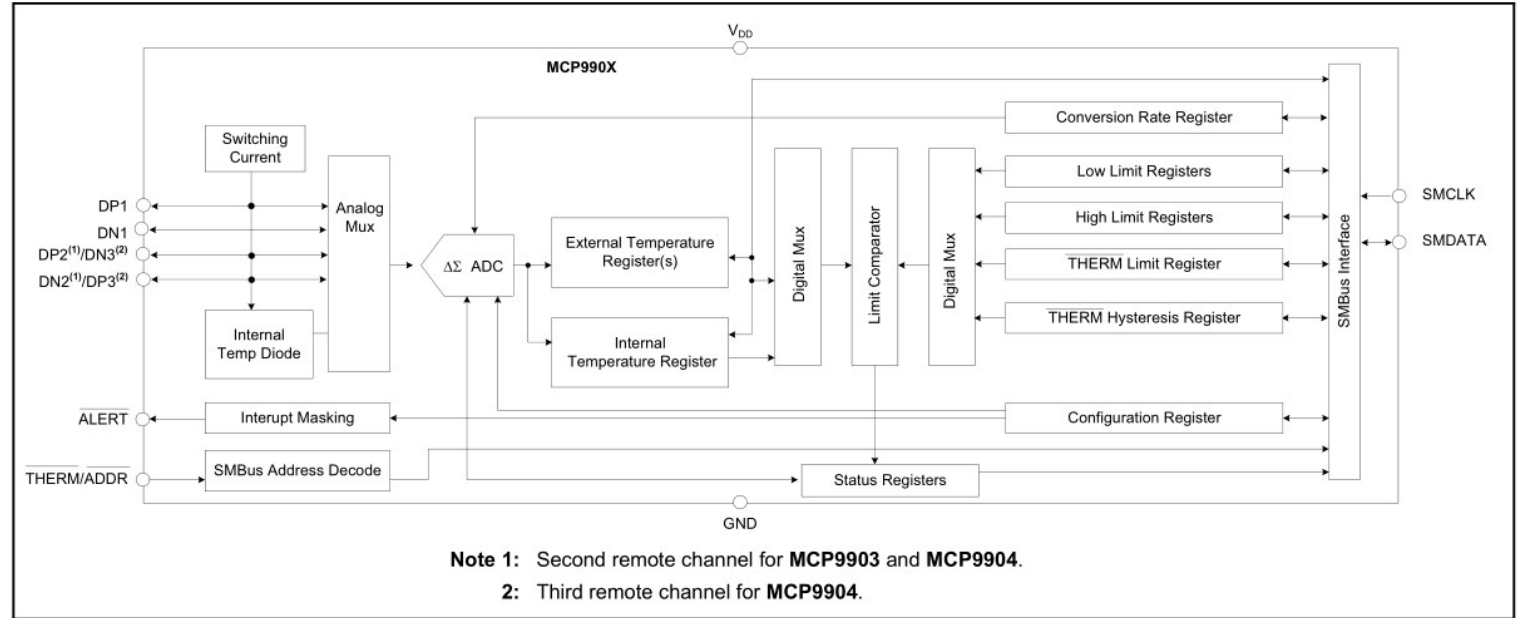 V_DD
MCP990X
Switching
Current
Conversion Rate Register
Analog
Mux
Low Limit Registers
DP1
DN1
DP2(1)/DN3(2)
DN2(1)/DP3(2)
ΔΣ ADC
External Temperature
Register(s)
Digital Mux
Limit Comparator
Digital Mux
High Limit Registers
THERM Limit Register
THERM Hysteresis Register
SMBus Interface
SMCLK
SMDATA
Internal
Temp Diode
Internal
Temperature Register
ALERT
Interupt Masking
Configuration Register
THERM/ADDR
SMBus Address Decode
Status Registers
GND
Note 1: Second remote channel for MCP9903 and MCP9904.
2: Third remote channel for MCP9904.